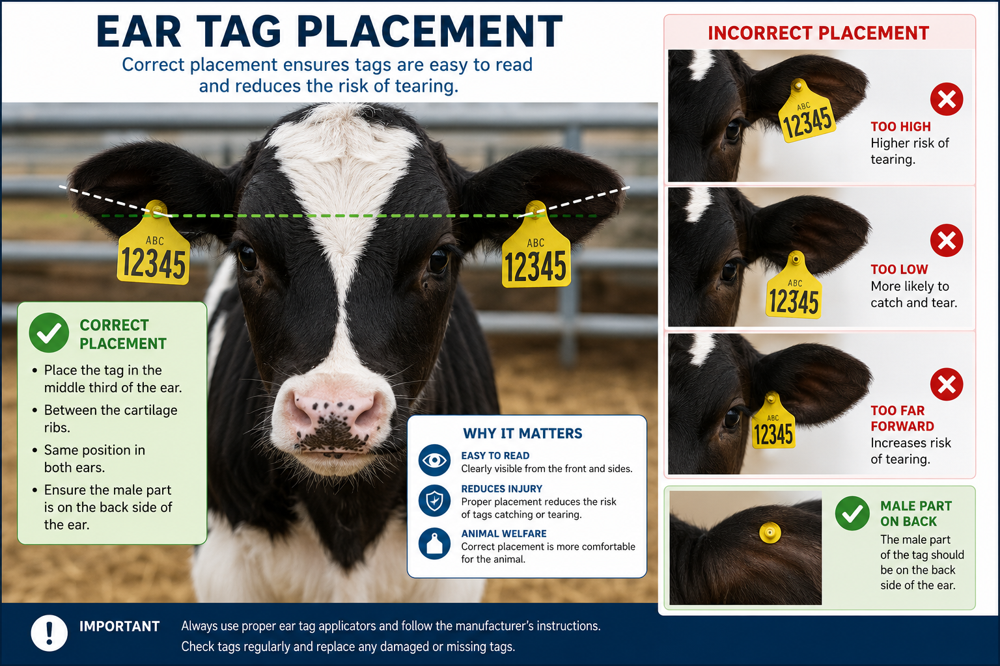 EAR TAG PLACEMENT
Correct placement ensures tags are easy to read
and reduces the risk of tearing.
ABC
12345
ABC
12345
CORRECT
PLACEMENT
• Place the tag in the
middle third of the ear.
• Between the cartilage
ribs.
• Same position in
both ears.
• Ensure the male part
is on the back side of
the ear.
WHY IT MATTERS
EASY TO READ
Clearly visible from the front and sides.
REDUCES INJURY
Proper placement reduces the risk
of tags catching or tearing.
ANIMAL WELFARE
Correct placement is more comfortable
for the animal.
INCORRECT PLACEMENT
ABC
12345
TOO HIGH
Higher risk of
tearing.
ABC
12345
TOO LOW
More likely to
catch and tear.
ABC
12345
TOO FAR
FORWARD
Increases risk
of tearing.
MALE PART
ON BACK
The male part
of the tag should
be on the back
side of the ear.
! IMPORTANT
Always use proper ear tag applicators and follow the manufacturer's instructions.
Check tags regularly and replace any damaged or missing tags.